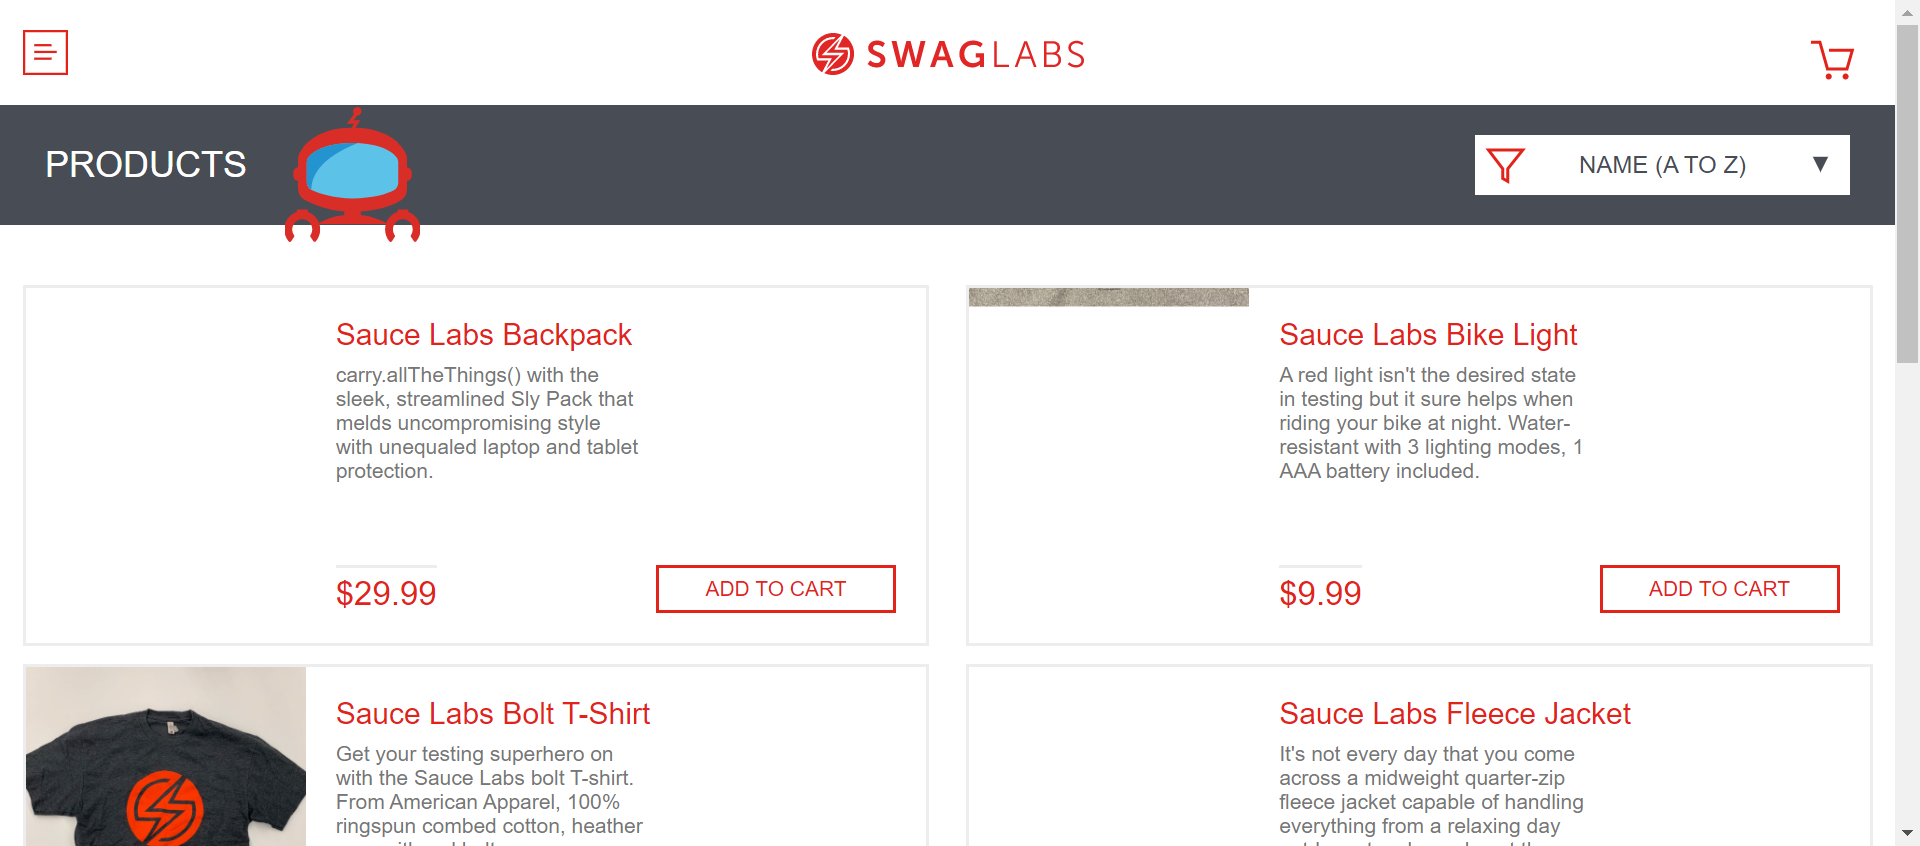 SWAGLABS
PRODUCTS
NAME (A TO Z)
Sauce Labs Backpack
carry.allTheThings() with the
sleek, streamlined Sly Pack that
melds uncompromising style
with unequaled laptop and tablet
protection.
$29.99
ADD TO CART
Sauce Labs Bike Light
A red light isn't the desired state
in testing but it sure helps when
riding your bike at night. Water-
resistant with 3 lighting modes, 1
AAA battery included.
$9.99
ADD TO CART
Sauce Labs Bolt T-Shirt
Get your testing superhero on
with the Sauce Labs bolt T-shirt.
From American Apparel, 100%
ringspun combed cotton, heather
Sauce Labs Fleece Jacket
It's not every day that you come
across a midweight quarter-zip
fleece jacket capable of handling
everything from a relaxing day